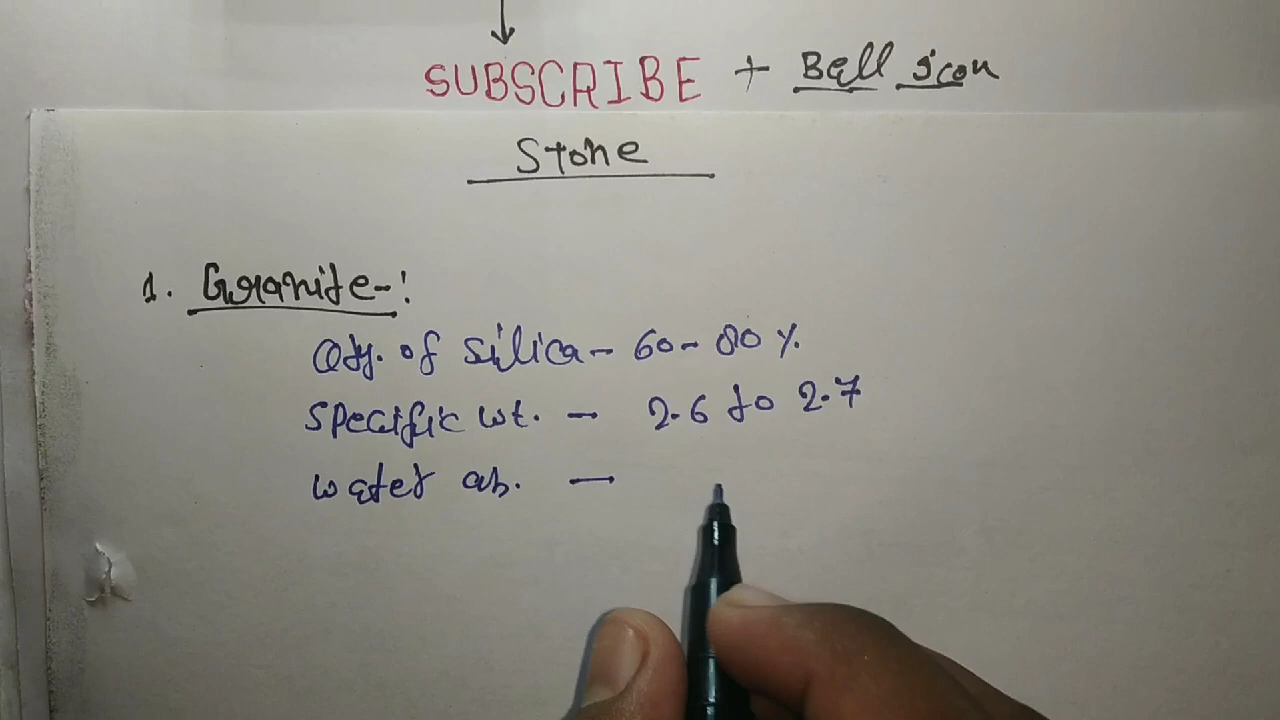 SUBSCRIBE + Bell icon
Stone
1. Granite-:
Qty. of silica - 60 - 80 %.
Specific wt. - 2.6 to 2.7
water ab. -